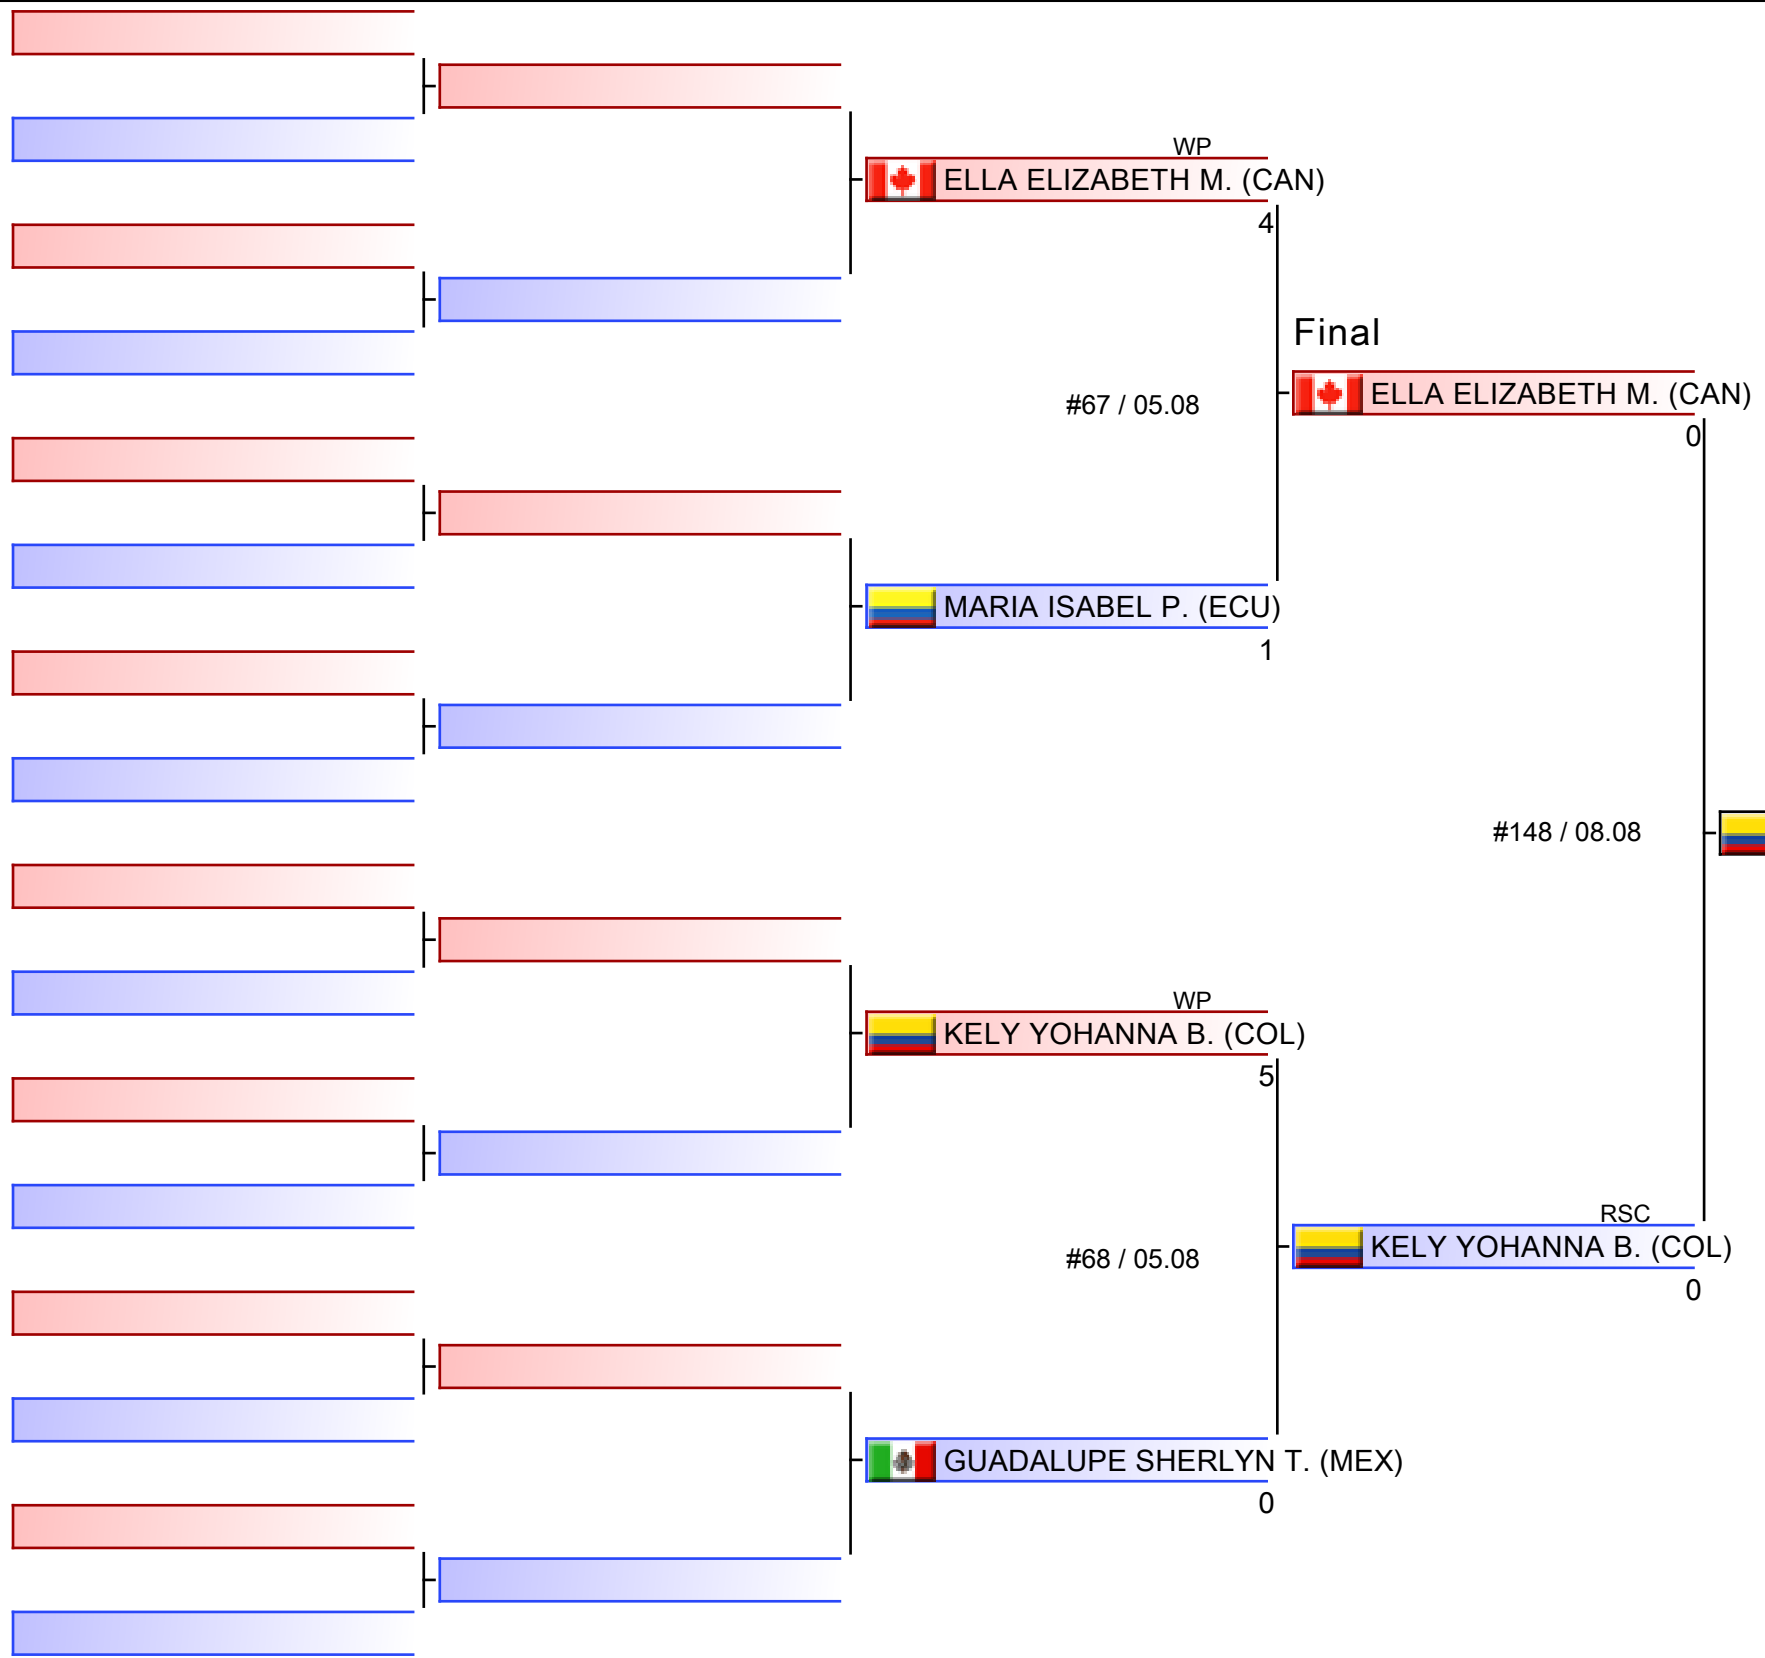 WP
ELLA ELIZABETH M. (CAN)
4
Final
ELLA ELIZABETH M. (CAN)
0
#67 / 05.08
MARIA ISABEL P. (ECU)
1
#148 / 08.08
WP
KELY YOHANNA B. (COL)
5
RSC
KELY YOHANNA B. (COL)
0
#68 / 05.08
GUADALUPE SHERLYN T. (MEX)
0